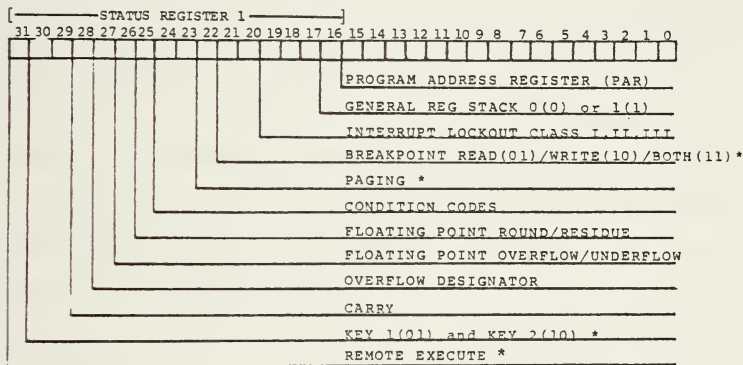 [ STATUS REGISTER 1 ]
31 30 29 28 27 26 25 24 23 22 21 20 19 18 17 16 15 14 13 12 11 10 9 8 7 6 5 4 3 2 1 0
PROGRAM ADDRESS REGISTER (PAR)
GENERAL REG STACK 0(0) or 1(1)
INTERRUPT LOCKOUT CLASS I,II,III
BREAKPOINT READ(01)/WRITE(10)/BOTH(11)*
PAGING *
CONDITION CODES
FLOATING POINT ROUND/RESIDUE
FLOATING POINT OVERFLOW/UNDERFLOW
OVERFLOW DESIGNATOR
CARRY
KEY 1(01) and KEY 2(10) *
REMOTE EXECUTE *